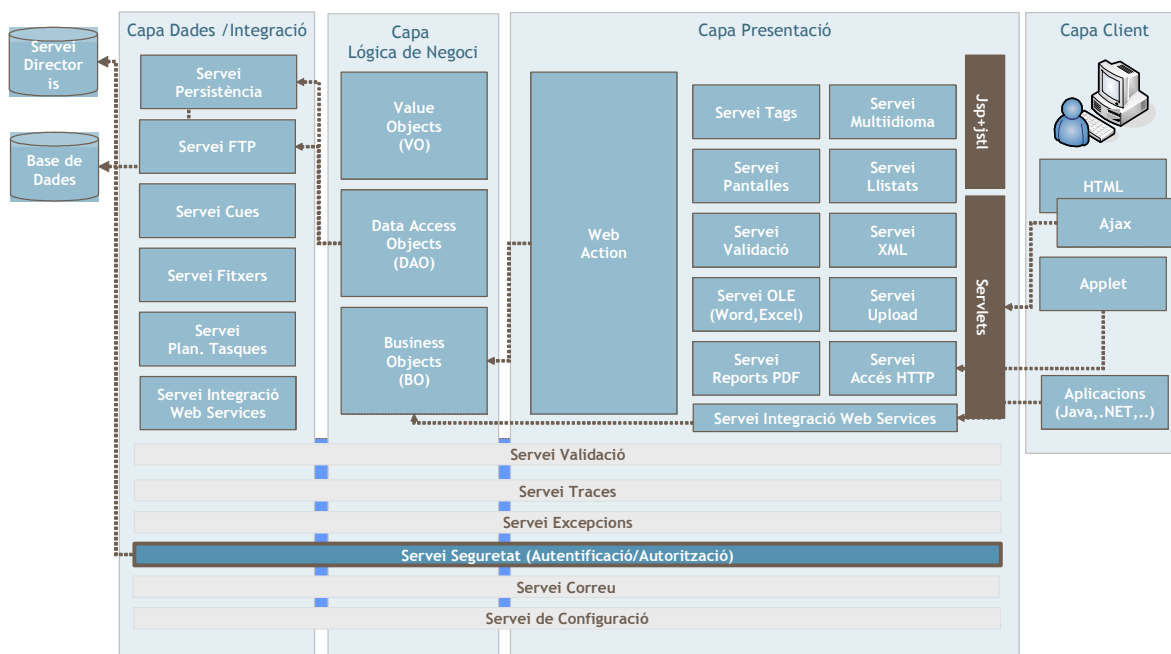 Servei
Director
is
Base de
Dades
Capa Dades /Integració
Servei
Persistència
Servei FTP
Servei Cues
Servei Fitxers
Servei
Plan. Tasques
Servei Integració
Web Services
Capa
Lógica de Negoci
Value
Objects
(VO)
Data Access
Objects
(DAO)
Business
Objects
(BO)
Capa Presentació
Web
Action
Servei Tags
Servei
Multiidioma
Servei
Pantalles
Servei
Llistats
Servei
Validació
Servei
XML
Servei OLE
(Word,Excel)
Servei
Upload
Servei
Reports PDF
Servei
Accés HTTP
Servei Integració Web Services
Jsp+jstl
Servlets
Capa Client
HTML
Ajax
Applet
Aplicacions
(Java,.NET,..)
Servei Validació
Servei Traces
Servei Excepcions
Servei Seguretat (Autentificació/Autorització)
Servei Correu
Servei de Configuració